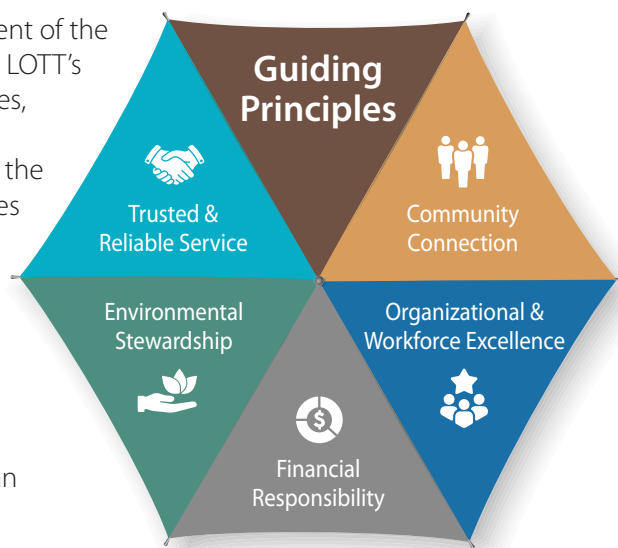 ent of the
LOTT's
es,
the
es
an
Guiding
Principles
Trusted &
Reliable Service
Community
Connection
Environmental
Stewardship
Organizational &
Workforce Excellence
$
Financial
Responsibility